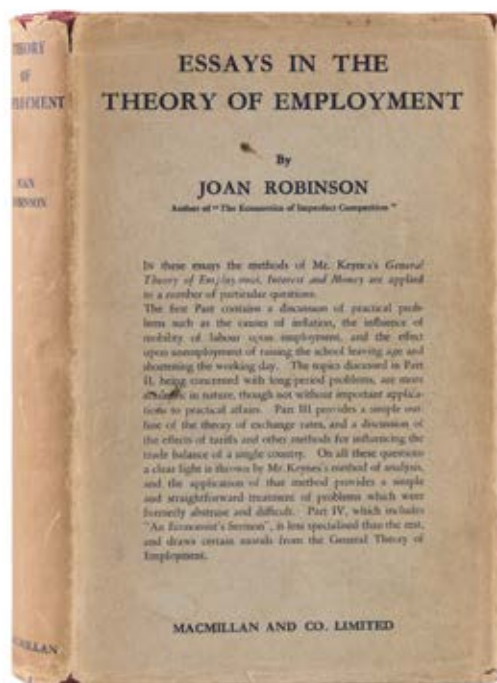 THEORY
OF
EMPLOYMENT
JOAN
ROBINSON
MACMILLAN
ESSAYS IN THE
THEORY OF EMPLOYMENT
By
JOAN ROBINSON
Author of "The Economics of Imperfect Competition"
IN these essays the methods of Mr. Keynes's General
Theory of Employment, Interest and Money are applied
to a number of particular questions.
The first Part contains a discussion of practical prob-
lems such as the causes of inflation, the influence of
mobility of labour upon employment, and the effect
upon unemployment of raising the school leaving age and
shortening the working day. The topics discussed in Part
II, being concerned with long-period problems, are more
academic in nature, though not without important applica-
tions to practical affairs. Part III provides a simple out-
line of the theory of exchange rates, and a discussion of
the effects of tariffs and other methods for influencing the
trade balance of a single country. On all these questions
a clear light is thrown by Mr. Keynes's method of analysis,
and the application of that method provides a simple
and straightforward treatment of problems which were
formerly abstruse and difficult. Part IV, which includes
"An Economist's Sermon", is less specialised than the rest,
and draws certain morals from the General Theory of
Employment.
MACMILLAN AND CO. LIMITED